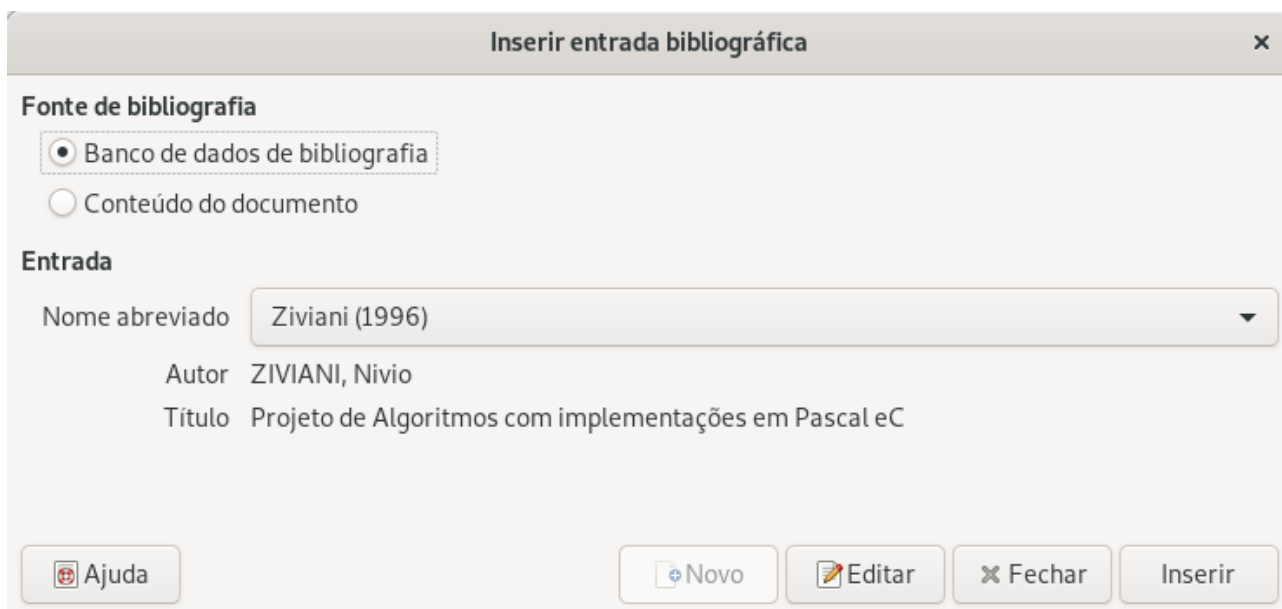 Inserir entrada bibliográfica
Fonte de bibliografia
Banco de dados de bibliografia
Conteúdo do documento
Entrada
Nome abreviado Ziviani (1996)
Autor ZIVIANI, Nivio
Título Projeto de Algoritmos com implementações em Pascal eC
Ajuda Novo Editar Fechar Inserir